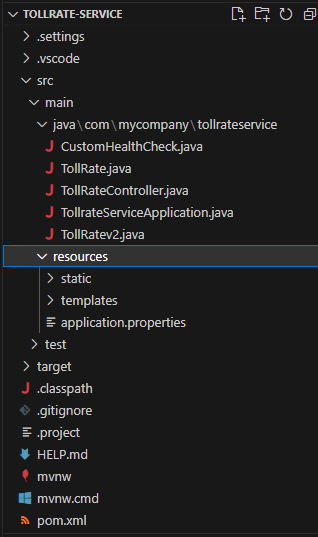 TOLLRATE-SERVICE
.settings
.vscode
src
main
java\com\mycompany\tollrateservice
CustomHealthCheck.java
TollRate.java
TollRateController.java
TollrateServiceApplication.java
TollRatev2.java
resources
static
templates
application.properties
test
target
.classpath
.gitignore
.project
HELP.md
mvnw
mvnw.cmd
pom.xml